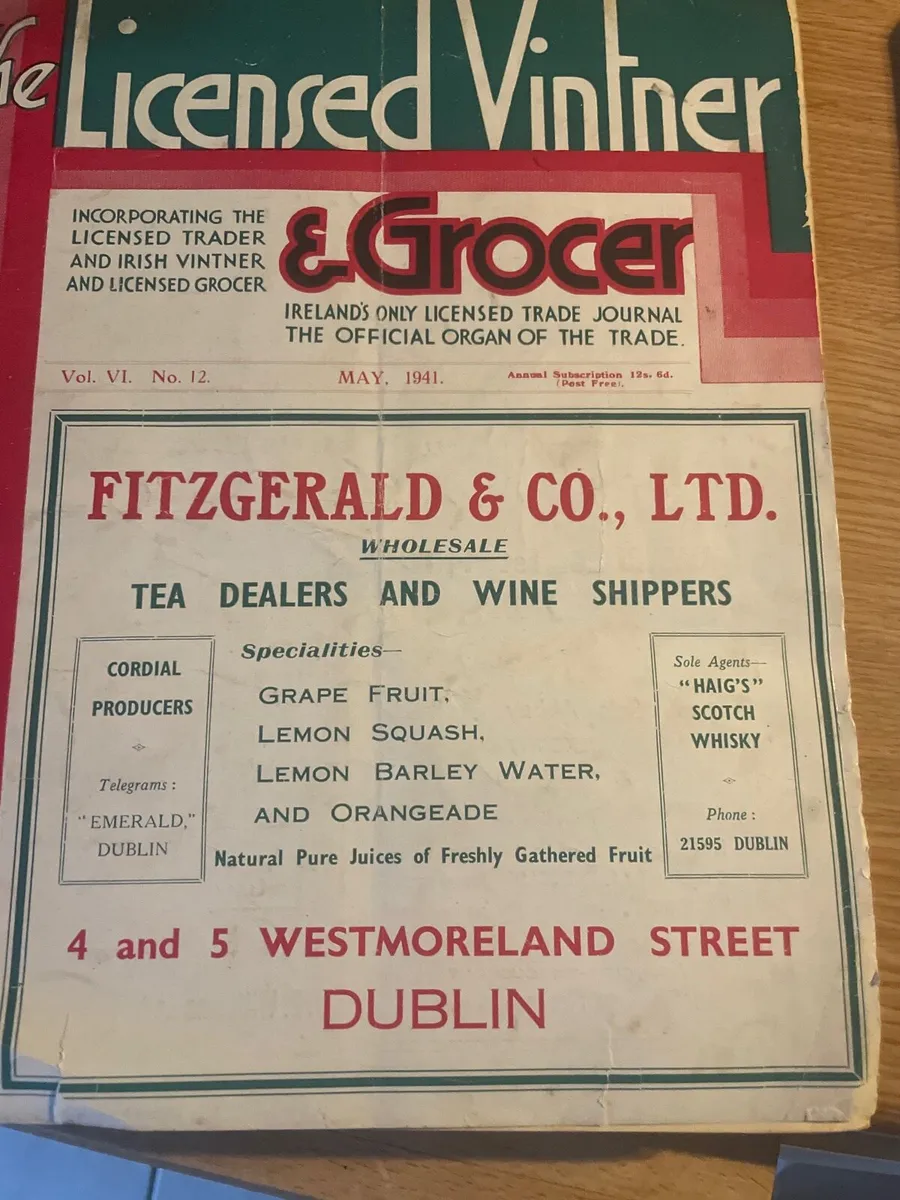 he Licensed Vintner
& Grocer
INCORPORATING THE
LICENSED TRADER
AND IRISH VINTNER
AND LICENSED GROCER
IRELAND'S ONLY LICENSED TRADE JOURNAL
THE OFFICIAL ORGAN OF THE TRADE.
Vol. VI. No. 12. MAY, 1941. Annual Subscription 12s. 6d.
(Post Free).
FITZGERALD & CO., LTD.
WHOLESALE
TEA DEALERS AND WINE SHIPPERS
CORDIAL
PRODUCERS
Telegrams:
"EMERALD,"
DUBLIN
Specialities—
GRAPE FRUIT,
LEMON SQUASH,
LEMON BARLEY WATER,
AND ORANGEADE
Natural Pure Juices of Freshly Gathered Fruit
Sole Agents—
"HAIG'S"
SCOTCH
WHISKY
Phone:
21595 DUBLIN
4 and 5 WESTMORELAND STREET
DUBLIN